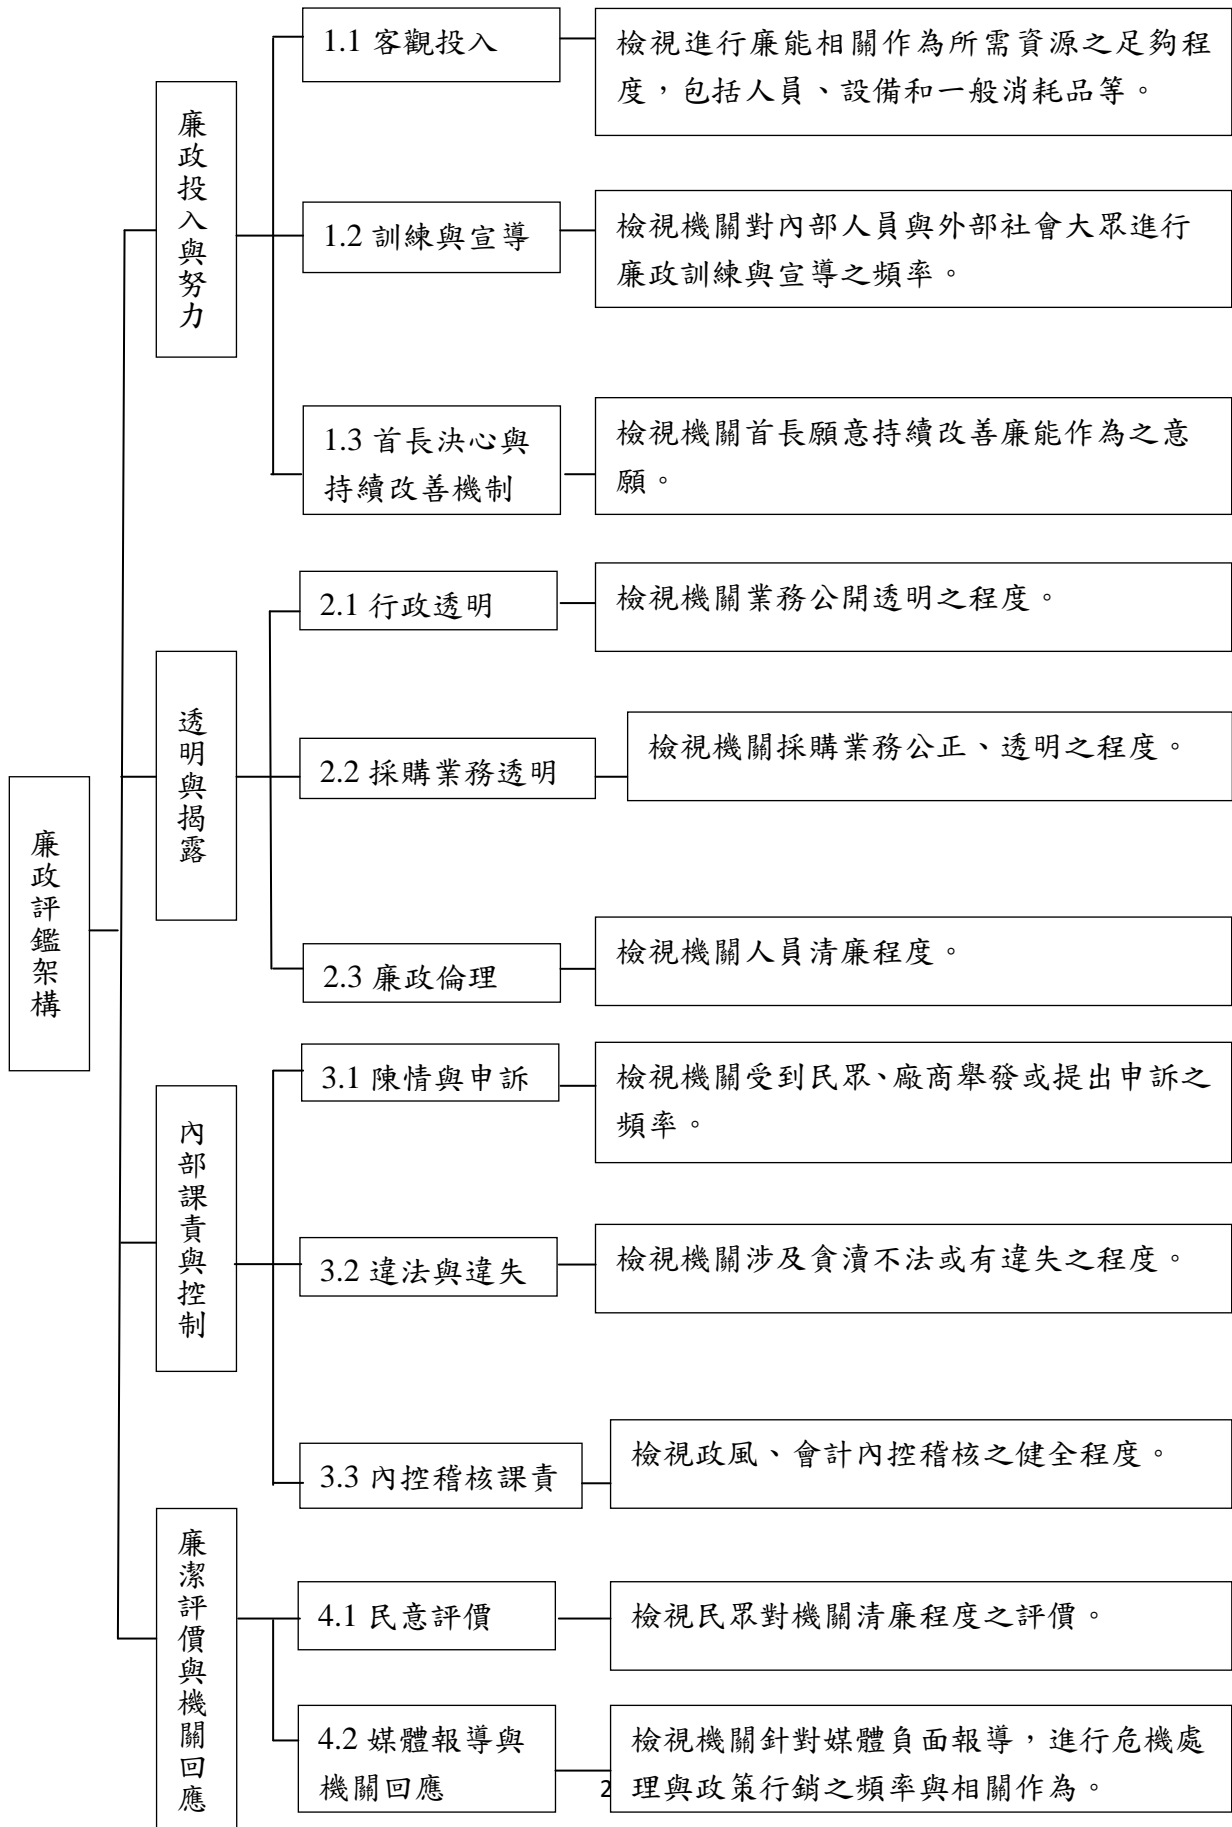 廉政評鑑架構
廉政投入與努力
1.1 客觀投入
檢視進行廉能相關作為所需資源之足夠程
度，包括人員、設備和一般消耗品等。
1.2 訓練與宣導
檢視機關對內部人員與外部社會大眾進行
廉政訓練與宣導之頻率。
1.3 首長決心與
持續改善機制
檢視機關首長願意持續改善廉能作為之意
願。
透明與揭露
2.1 行政透明
檢視機關業務公開透明之程度。
2.2 採購業務透明
檢視機關採購業務公正、透明之程度。
2.3 廉政倫理
檢視機關人員清廉程度。
內部課責與控制
3.1 陳情與申訴
檢視機關受到民眾、廠商舉發或提出申訴之
頻率。
3.2 違法與違失
檢視機關涉及貪瀆不法或有違失之程度。
3.3 內控稽核課責
檢視政風、會計內控稽核之健全程度。
廉潔評價與機關回應
4.1 民意評價
檢視民眾對機關清廉程度之評價。
4.2 媒體報導與
機關回應
檢視機關針對媒體負面報導，進行危機處
理與政策行銷之頻率與相關作為。
2